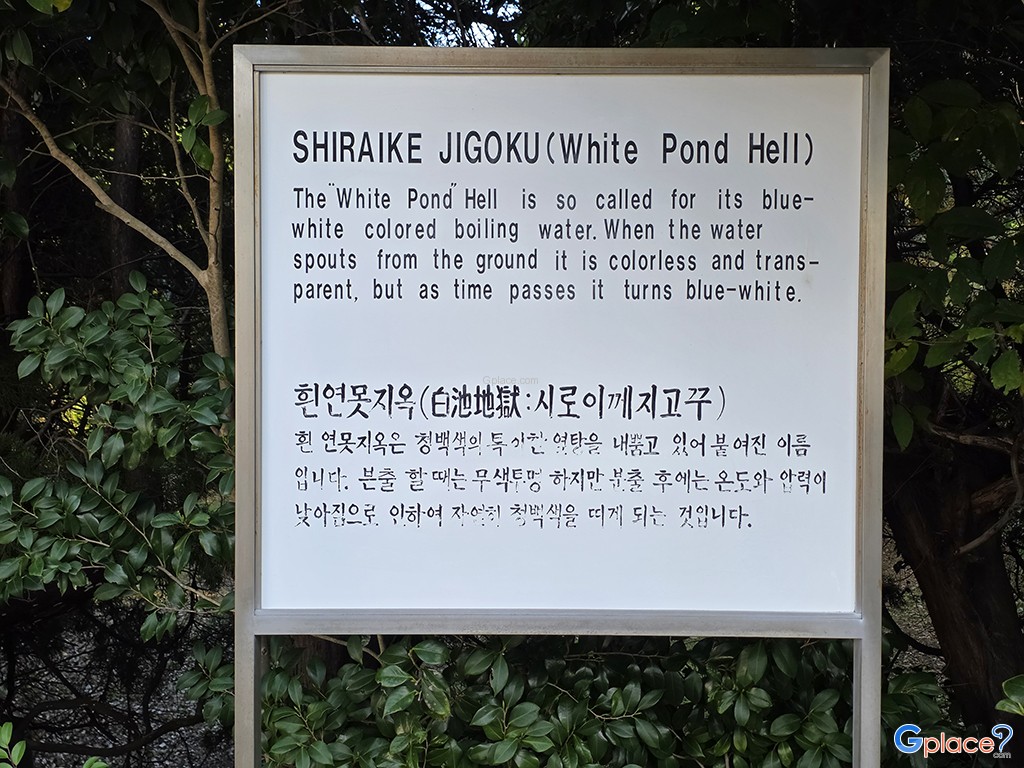 SHIRAIKE JIGOKU(White Pond Hell)
The "White Pond" Hell is so called for its blue-
white colored boiling water. When the water
spouts from the ground it is colorless and trans-
parent, but as time passes it turns blue-white.
Gplace.com
흰연못지옥(白池地獄:시로이께지고꾸)
흰 연못지옥은 청백색의 특이한 열탕을 내뿜고 있어 붙여진 이름
입니다. 분출 할 때는 무색투명 하지만 분출 후에는 온도와 압력이
낮아짐으로 인하여 자연히 청백색을 띠게 되는 것입니다.
Gplace?
.com